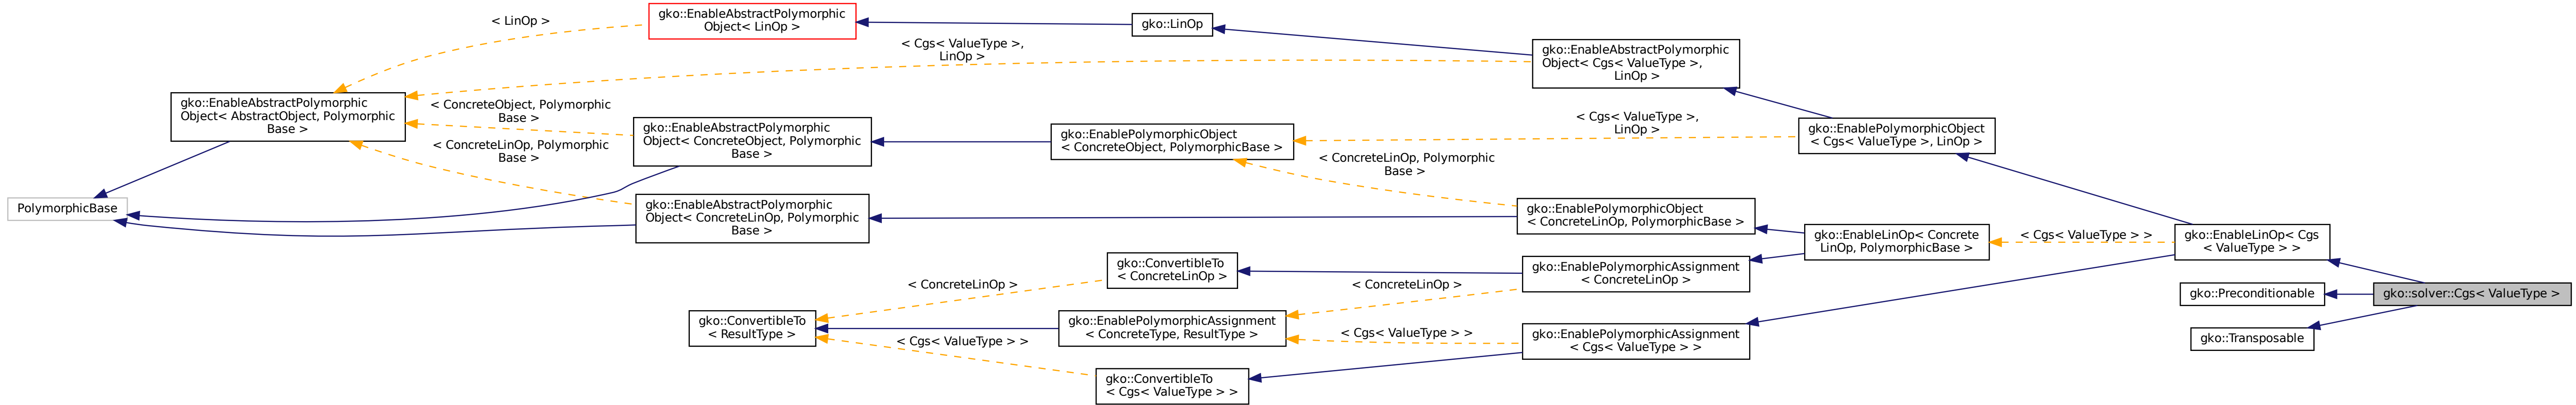 gko::EnableAbstractPolymorphic
Object< LinOp >
< LinOp >
gko::LinOp
< Cgs< ValueType >,
LinOp >
gko::EnableAbstractPolymorphic
Object< Cgs< ValueType >,
LinOp >
gko::EnableAbstractPolymorphic
Object< AbstractObject, Polymorphic
Base >
< ConcreteObject, Polymorphic
Base >
gko::EnableAbstractPolymorphic
Object< ConcreteObject, Polymorphic
Base >
gko::EnablePolymorphicObject
< ConcreteObject, PolymorphicBase >
< Cgs< ValueType >,
LinOp >
gko::EnablePolymorphicObject
< Cgs< ValueType >, LinOp >
< ConcreteLinOp, Polymorphic
Base >
< ConcreteLinOp, Polymorphic
Base >
PolymorphicBase
gko::EnableAbstractPolymorphic
Object< ConcreteLinOp, Polymorphic
Base >
gko::EnablePolymorphicObject
< ConcreteLinOp, PolymorphicBase >
gko::EnableLinOp< Concrete
LinOp, PolymorphicBase >
< Cgs< ValueType > >
gko::EnableLinOp< Cgs
< ValueType > >
gko::ConvertibleTo
< ConcreteLinOp >
gko::EnablePolymorphicAssignment
< ConcreteLinOp >
< ConcreteLinOp >
< ConcreteLinOp >
gko::Preconditionable
gko::solver::Cgs< ValueType >
gko::ConvertibleTo
< ResultType >
gko::EnablePolymorphicAssignment
< ConcreteType, ResultType >
< Cgs< ValueType > >
gko::EnablePolymorphicAssignment
< Cgs< ValueType > >
gko::Transposable
< Cgs< ValueType > >
gko::ConvertibleTo
< Cgs< ValueType > >